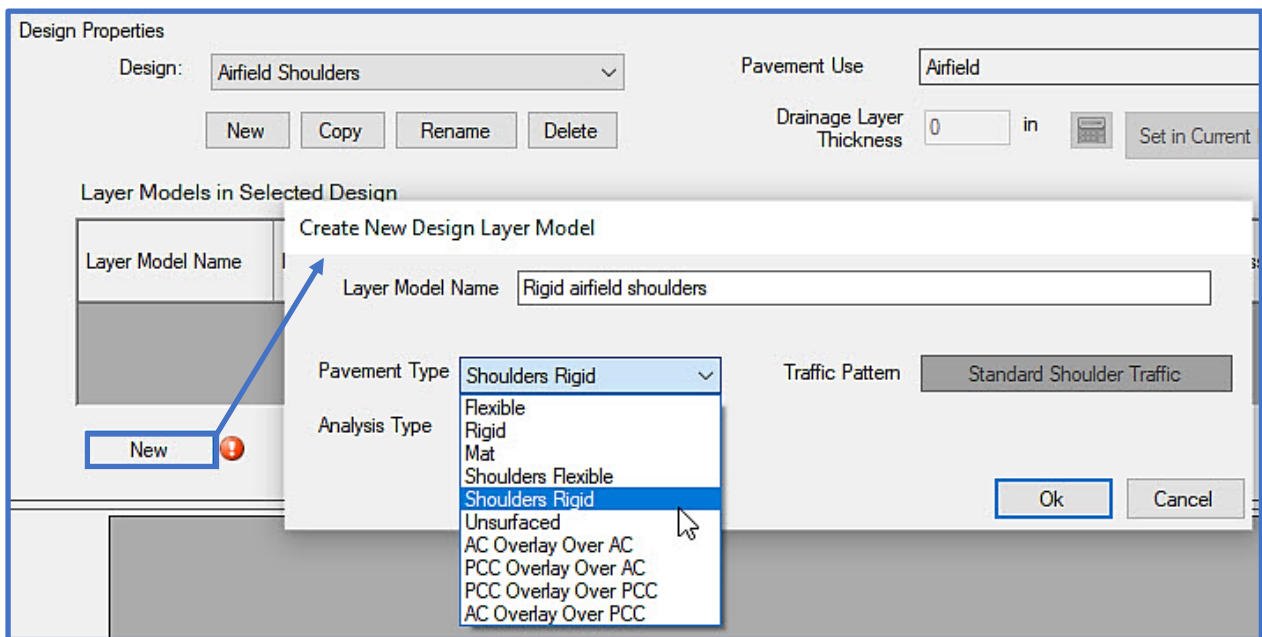 Design Properties
Design: Airfield Shoulders
Pavement Use Airfield
New Copy Rename Delete
Drainage Layer
Thickness 0 in Set in Current
Layer Models in Selected Design
Layer Model Name
Create New Design Layer Model
Layer Model Name Rigid airfield shoulders
Pavement Type Shoulders Rigid
Traffic Pattern Standard Shoulder Traffic
Analysis Type
Flexible
Rigid
Mat
Shoulders Flexible
Shoulders Rigid
Unsurfaced
AC Overlay Over AC
PCC Overlay Over AC
PCC Overlay Over PCC
AC Overlay Over PCC
New
Ok Cancel